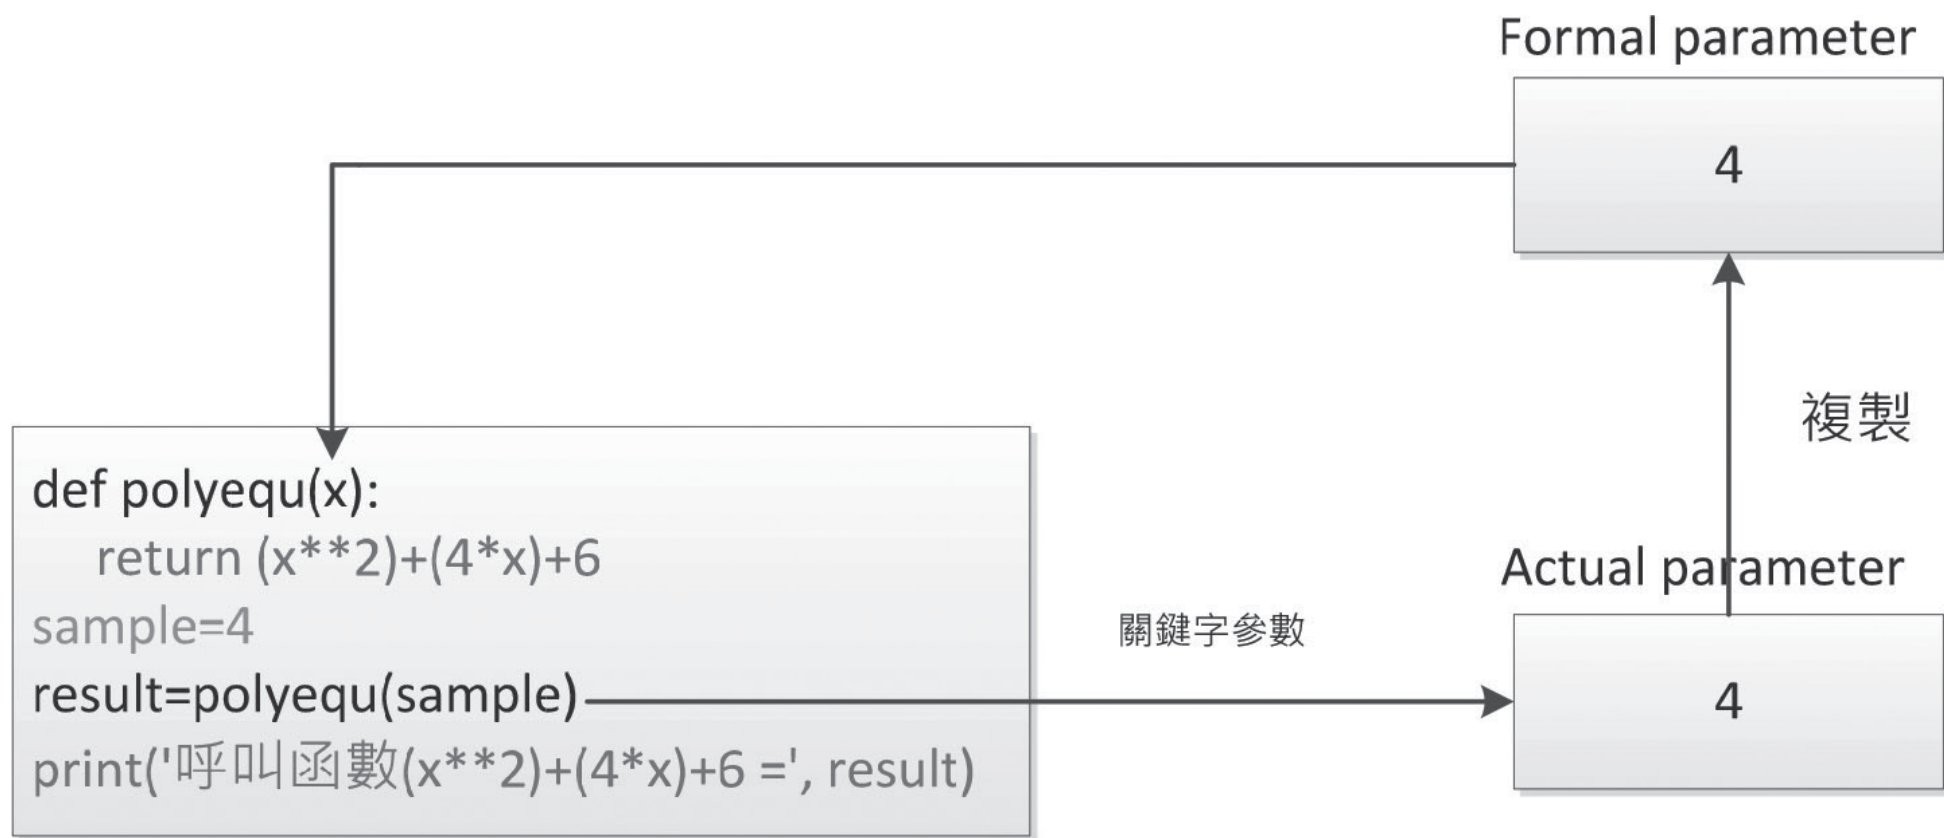 Formal parameter
4
複製
def polyequ(x):
    return (x**2)+(4*x)+6
sample=4
result=polyequ(sample)
print('呼叫函數(x**2)+(4*x)+6 =', result)
關鍵字參數
Actual parameter
4